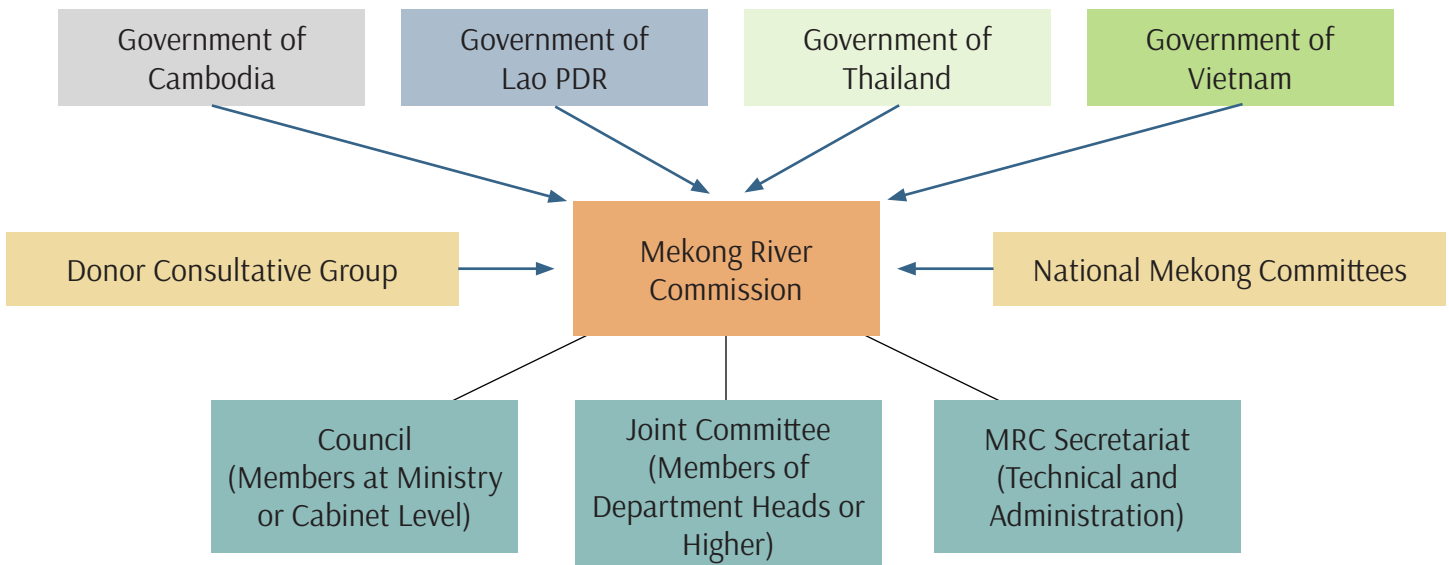 Government of
Cambodia
Government of
Lao PDR
Government of
Thailand
Government of
Vietnam
Donor Consultative Group
Mekong River
Commission
National Mekong Committees
Council
(Members at Ministry
or Cabinet Level)
Joint Committee
(Members of
Department Heads or
Higher)
MRC Secretariat
(Technical and
Administration)